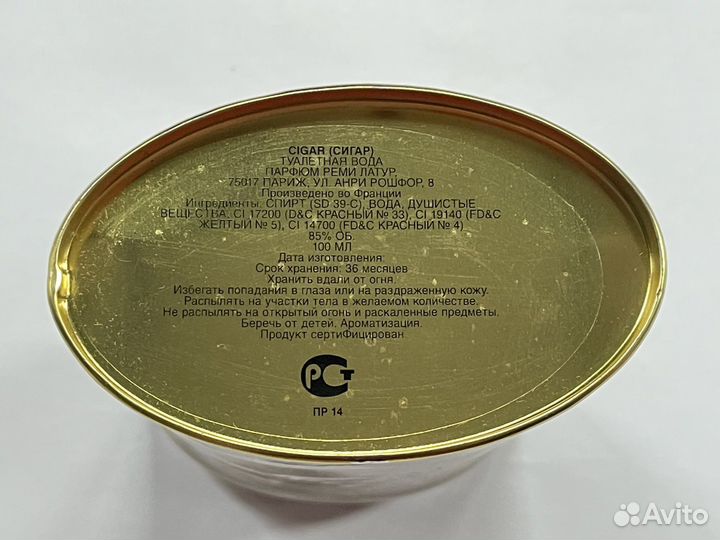 CIGAR (СИГАР)
ТУАЛЕТНАЯ ВОДА
ПАРФЮМ РЕМИ ЛАТУР,
75017 ПАРИЖ, УЛ. АНРИ РОШФОР, 8
Произведено во Франции
Ингредиенты: СПИРТ (SD 39-C), ВОДА, ДУШИСТЫЕ
ВЕЩЕСТВА: CI 17200 (D&C КРАСНЫЙ № 33), CI 19140 (FD&C
ЖЕЛТЫЙ № 5), CI 14700 (FD&C КРАСНЫЙ № 4)
85% ОБ.
100 МЛ
Дата изготовления:
Срок хранения: 36 месяцев
Хранить вдали от огня.
Избегать попадания в глаза или на раздраженную кожу.
Распылять на участки тела в желаемом количестве.
Не распылять на открытый огонь и раскаленные предметы.
Беречь от детей. Ароматизация.
Продукт сертиФицирован
РСТ
ПР 14
Avito